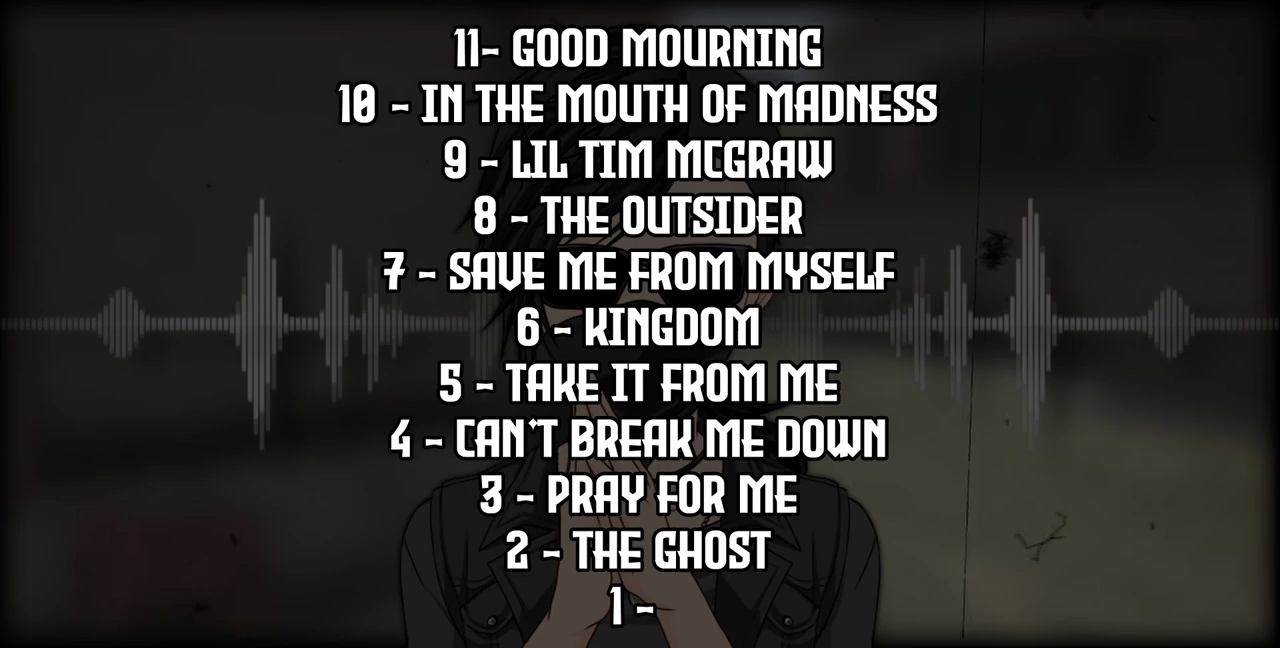 11- GOOD MOURNING
10 - IN THE MOUTH OF MADNESS
9 - LIL TIM MCGRAW
8 - THE OUTSIDER
7 - SAVE ME FROM MYSELF
6 - KINGDOM
5 - TAKE IT FROM ME
4 - CAN'T BREAK ME DOWN
3 - PRAY FOR ME
2 - THE GHOST
1 -